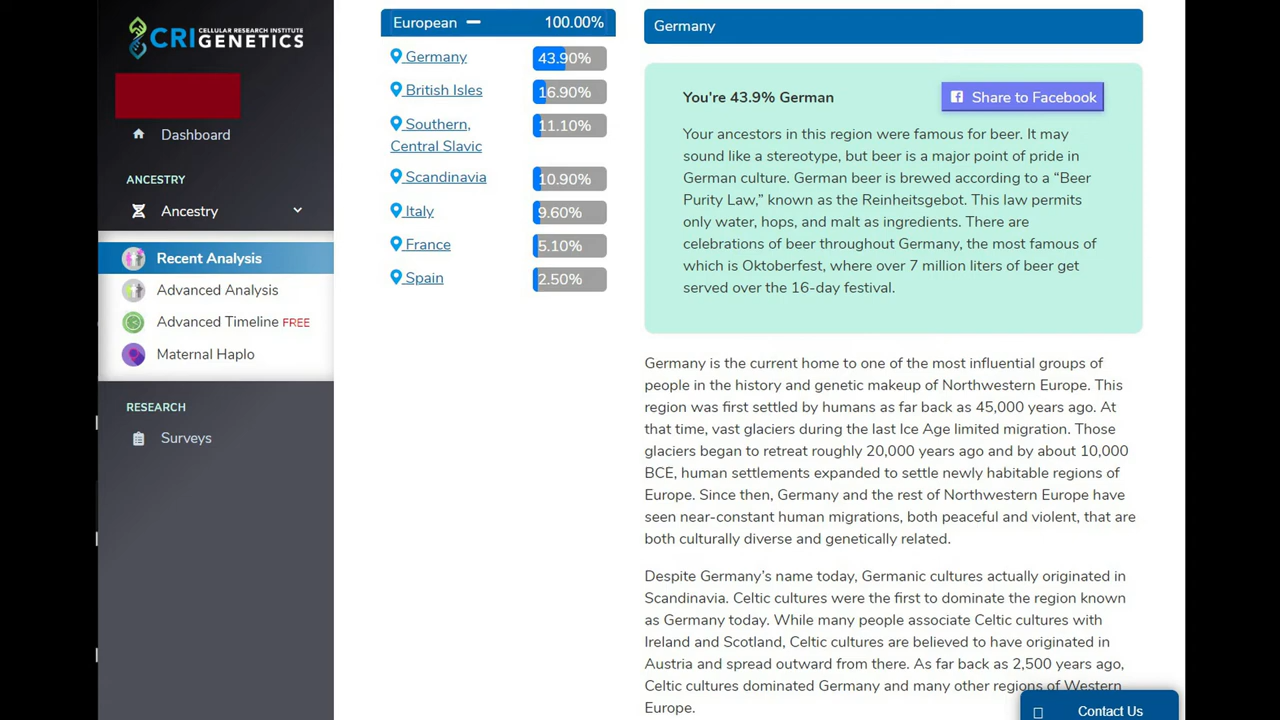 CRI CELLULAR RESEARCH INSTITUTE
GENETICS
Dashboard
ANCESTRY
Ancestry
Recent Analysis
Advanced Analysis
Advanced Timeline FREE
Maternal Haplo
RESEARCH
Surveys
European 100.00%
Germany 43.90%
British Isles 16.90%
Southern, 11.10%
Central Slavic
Scandinavia 10.90%
Italy 9.60%
France 5.10%
Spain 2.50%
Germany
You're 43.9% German
Share to Facebook
Your ancestors in this region were famous for beer. It may
sound like a stereotype, but beer is a major point of pride in
German culture. German beer is brewed according to a “Beer
Purity Law,” known as the Reinheitsgebot. This law permits
only water, hops, and malt as ingredients. There are
celebrations of beer throughout Germany, the most famous of
which is Oktoberfest, where over 7 million liters of beer get
served over the 16-day festival.
Germany is the current home to one of the most influential groups of
people in the history and genetic makeup of Northwestern Europe. This
region was first settled by humans as far back as 45,000 years ago. At
that time, vast glaciers during the last Ice Age limited migration. Those
glaciers began to retreat roughly 20,000 years ago and by about 10,000
BCE, human settlements expanded to settle newly habitable regions of
Europe. Since then, Germany and the rest of Northwestern Europe have
seen near-constant human migrations, both peaceful and violent, that are
both culturally diverse and genetically related.
Despite Germany’s name today, Germanic cultures actually originated in
Scandinavia. Celtic cultures were the first to dominate the region known
as Germany today. While many people associate Celtic cultures with
Ireland and Scotland, Celtic cultures are believed to have originated in
Austria and spread outward from there. As far back as 2,500 years ago,
Celtic cultures dominated Germany and many other regions of Western
Europe.
Contact Us